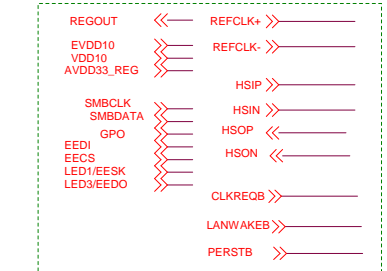 REGOUT
EVDD10
VDD10
AVDD33_REG
SMBCLK
SMBDATA
GPO
EEDI
EECS
LED1/EESK
LED3/EEDO
REFCLK+
REFCLK-
HSIP
HSIN
HSOP
HSON
CLKREQB
LANWAKEB
PERSTB